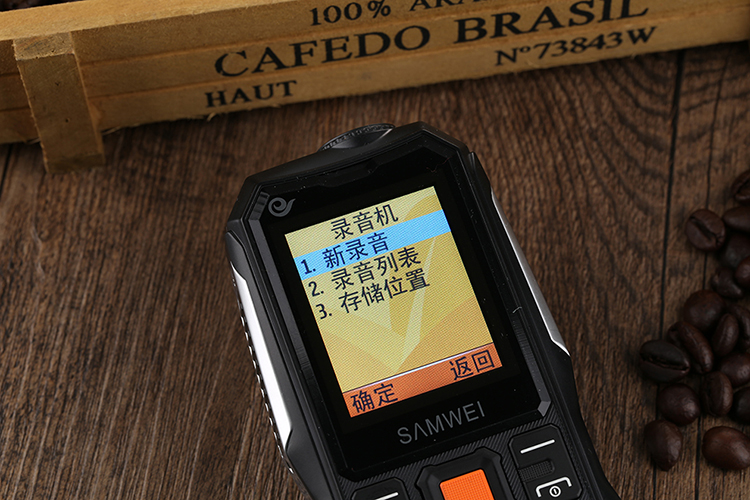 100% ARA
CAFEDO BRASIL
HAUT
Nº73843W
录音机
1. 新录音
2. 录音列表
3. 存储位置
确定 返回
SAMWEI